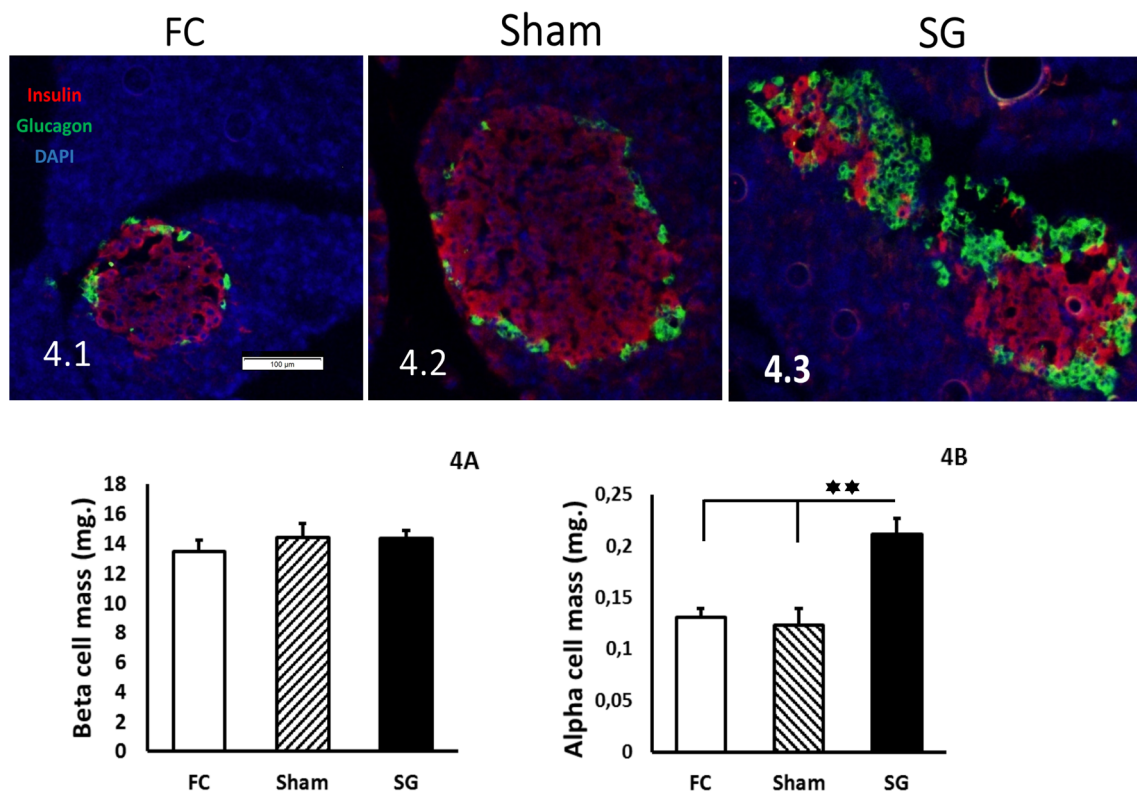 FC
Sham
SG
Insulin
Glucagon
DAPI
4.1
100 µm
4.2
4.3
4A
Beta cell mass (mg.)
18
16
14
12
10
8
6
4
2
0
FC
Sham
SG
4B
Alpha cell mass (mg.)
0,25
0,2
0,15
0,1
0,05
0
FC
Sham
SG